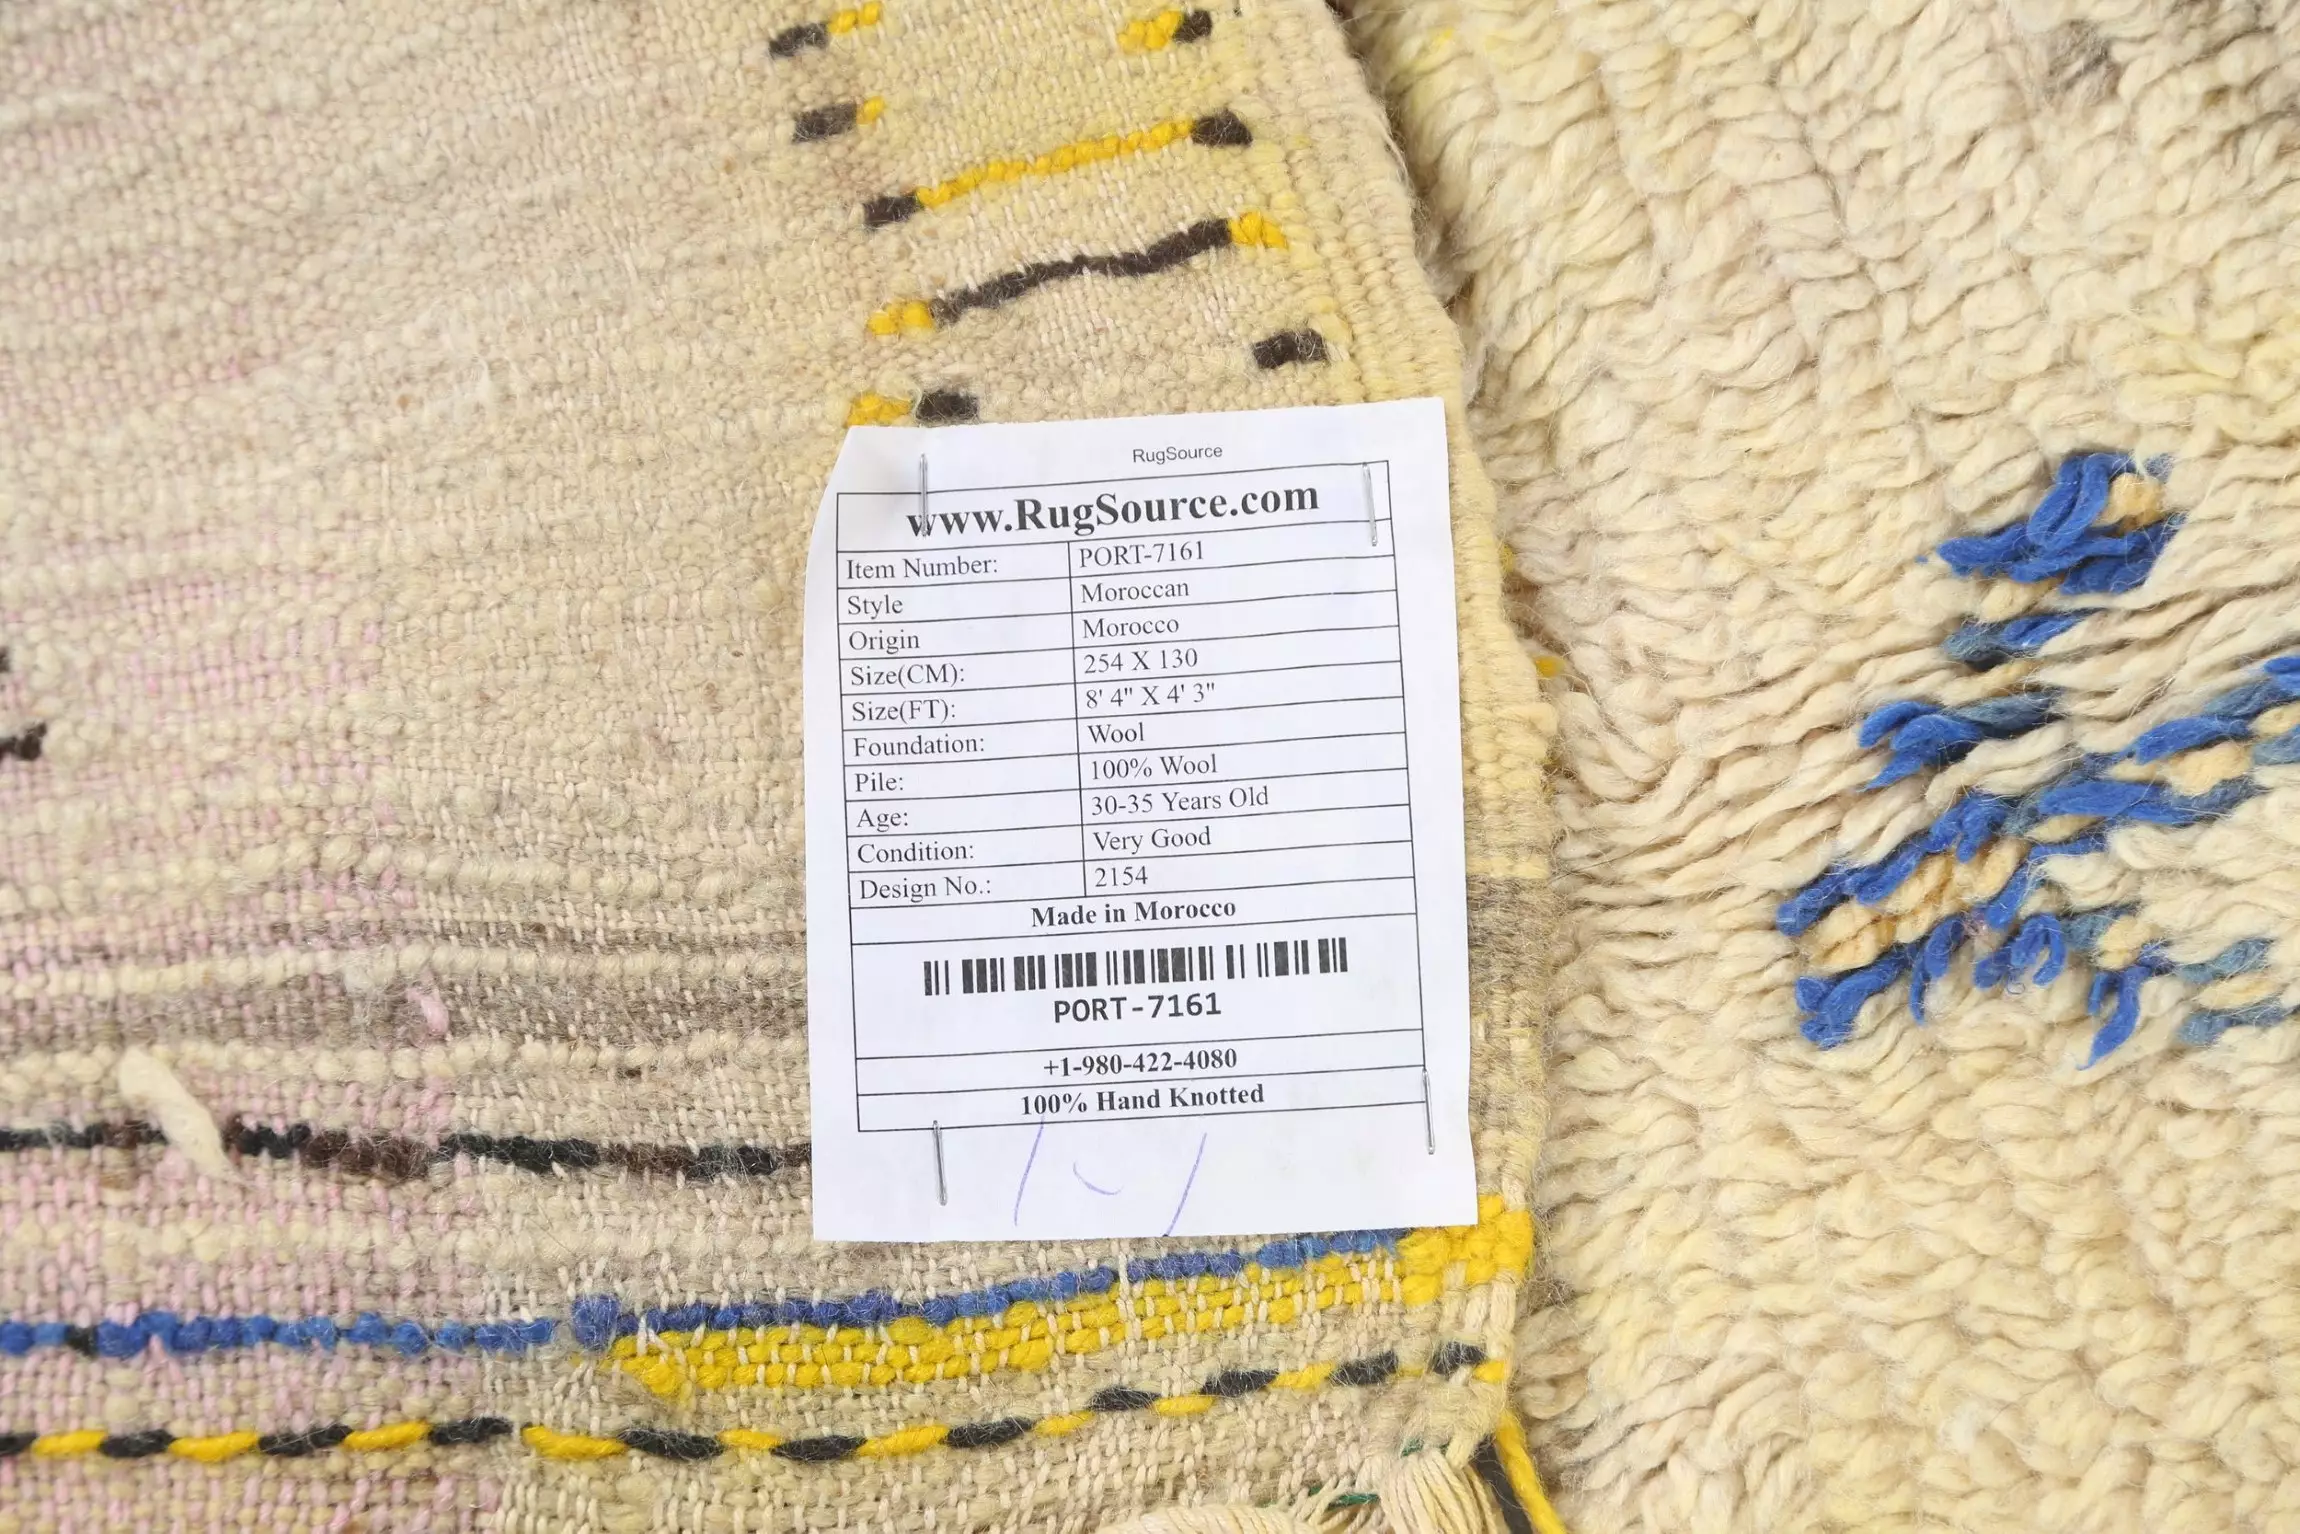 RugSource
www.RugSource.com
Item Number: PORT-7161
Style Moroccan
Origin Morocco
Size(CM): 254 X 130
Size(FT): 8' 4" X 4' 3"
Foundation: Wool
Pile: 100% Wool
Age: 30-35 Years Old
Condition: Very Good
Design No.: 2154
Made in Morocco
PORT-7161
+1-980-422-4080
100% Hand Knotted